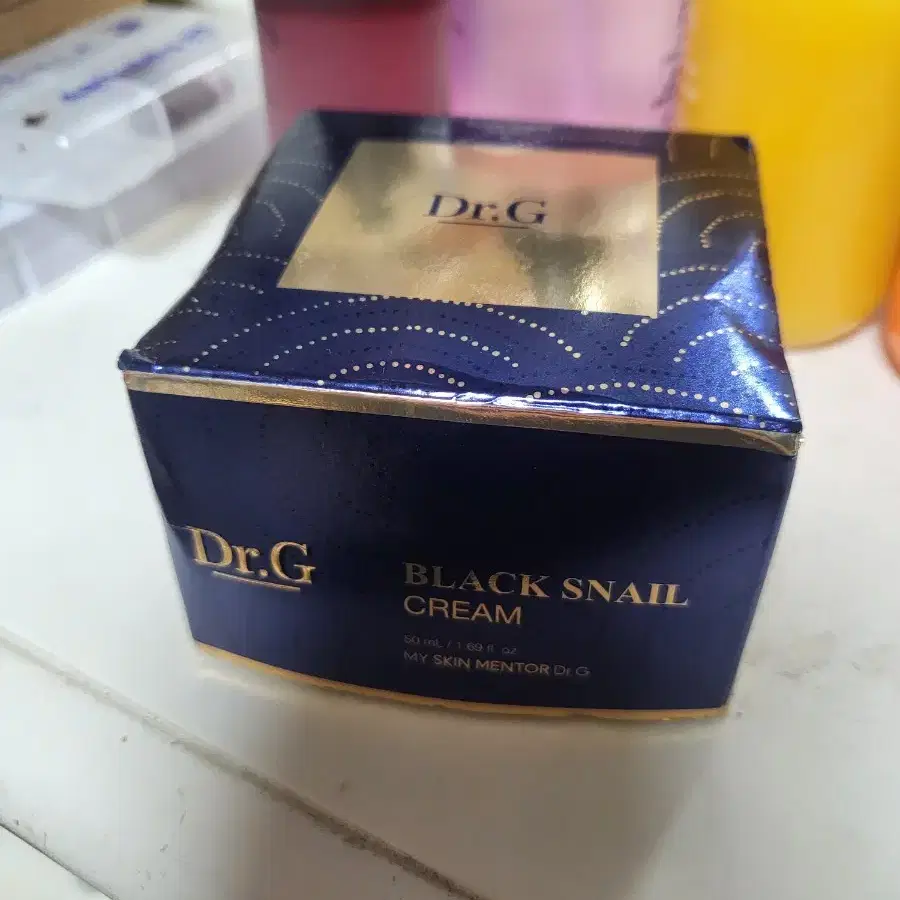 Dr.G
Dr.G
BLACK SNAIL
CREAM
50 mL / 1.69 fl. oz
MY SKIN MENTOR Dr.G